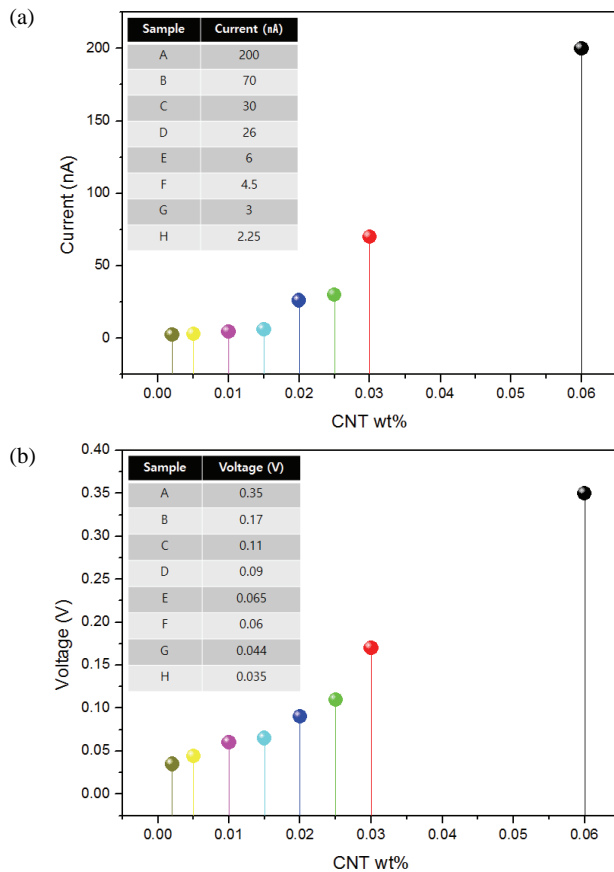 (a)
Sample Current (㎁)
A 200
B 70
C 30
D 26
E 6
F 4.5
G 3
H 2.25
200
150
100
50
0
Current (nA)
0.00 0.01 0.02 0.03 0.04 0.05 0.06
CNT wt%
(b)
Sample Voltage (V)
A 0.35
B 0.17
C 0.11
D 0.09
E 0.065
F 0.06
G 0.044
H 0.035
0.40
0.35
0.30
0.25
0.20
0.15
0.10
0.05
0.00
Voltage (V)
0.00 0.01 0.02 0.03 0.04 0.05 0.06
CNT wt%